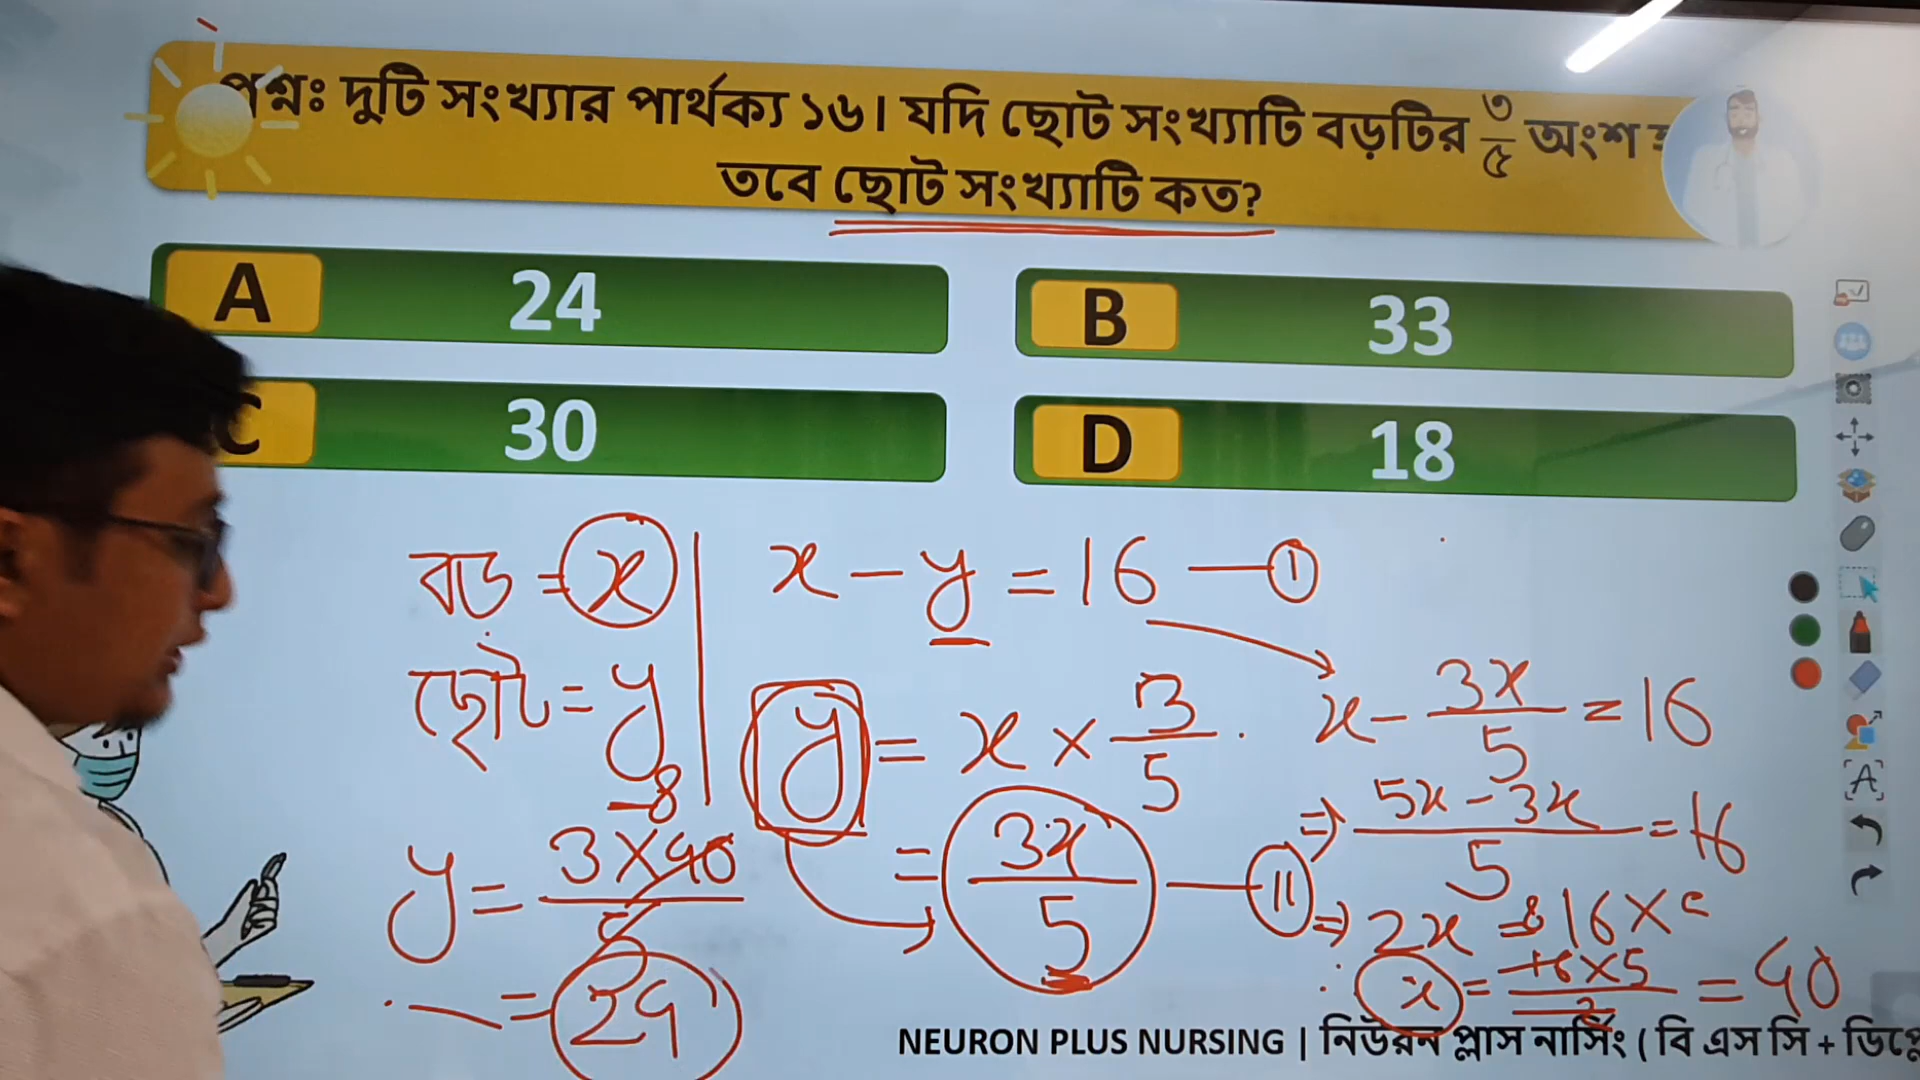 প্রশ্নঃ দুটি সংখ্যার পার্থক্য ১৬। যদি ছোট সংখ্যাটি বড়টির ৩/৫ অংশ
তবে ছোট সংখ্যাটি কত?
A 24
B 33
C 30
D 18
বড় = x
x - y = 16 — ①
ছোট = y
y = x × 3/5
= 3x/5 — ⑪
x - 3x/5 = 16
⇒ 5x - 3x / 5 = 16
⇒ 2x = 16 ×
∴ x = 16×5 / 2 = 40
8
y = 3×40 / 5
= 24
NEURON PLUS NURSING | নিউরন প্লাস নার্সিং ( বি এস সি +